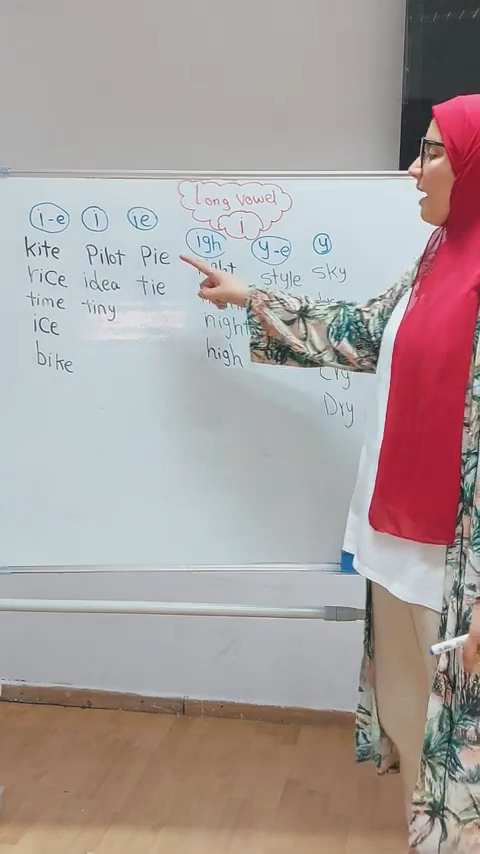 Long Vowel
i
i-e i ie igh y-e y
kite Pilot Pie
rice idea tie style sky
time tiny
ice night
bike high Cry
Dry